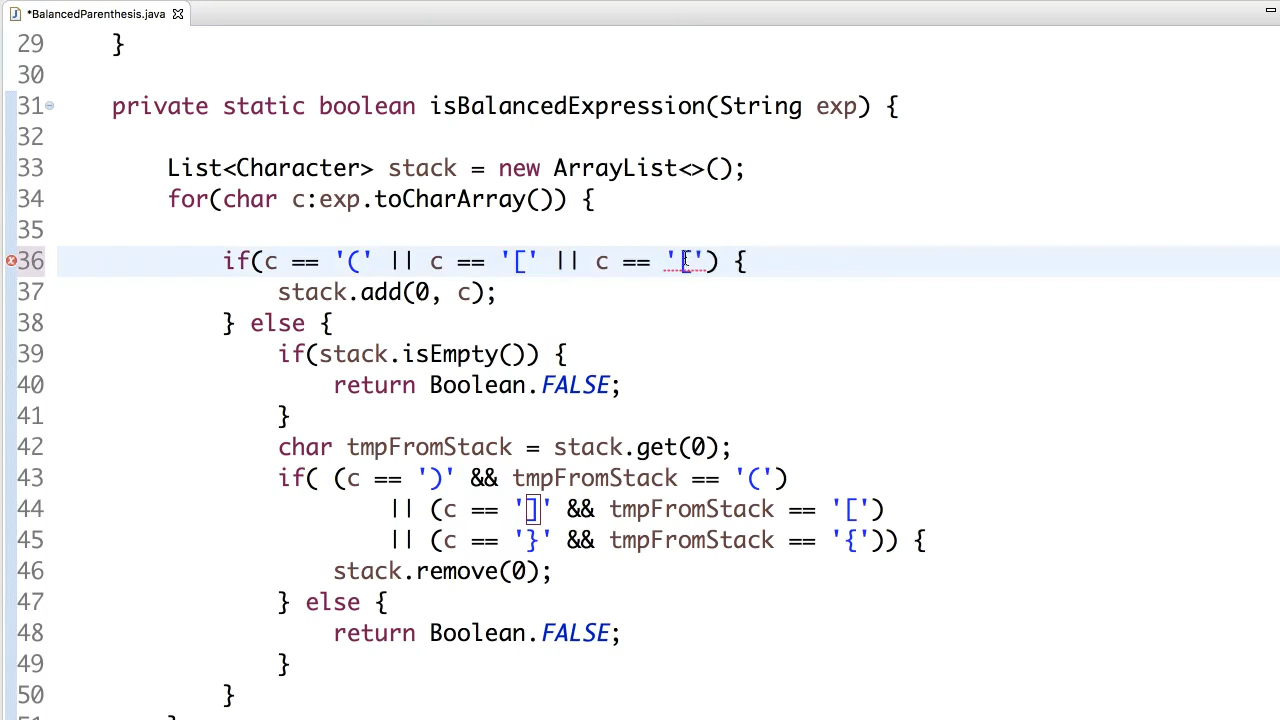 *BalancedParenthesis.java
29 }
30
31 private static boolean isBalancedExpression(String exp) {
32
33 List<Character> stack = new ArrayList<>();
34 for(char c:exp.toCharArray()) {
35
36 if(c == '(' || c == '[' || c == '[') {
37 stack.add(0, c);
38 } else {
39 if(stack.isEmpty()) {
40 return Boolean.FALSE;
41 }
42 char tmpFromStack = stack.get(0);
43 if( (c == ')' && tmpFromStack == '(')
44 || (c == ']' && tmpFromStack == '[')
45 || (c == '}' && tmpFromStack == '{')) {
46 stack.remove(0);
47 } else {
48 return Boolean.FALSE;
49 }
50 }